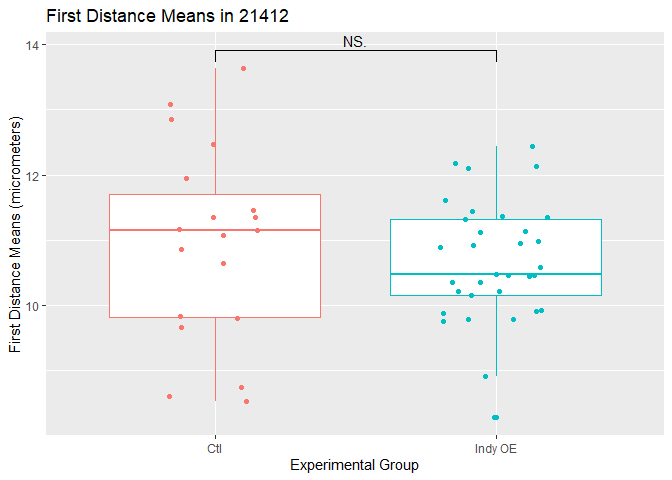 First Distance Means in 21412
NS.
14
12
10
First Distance Means (micrometers)
Ctl
Indy OE
Experimental Group